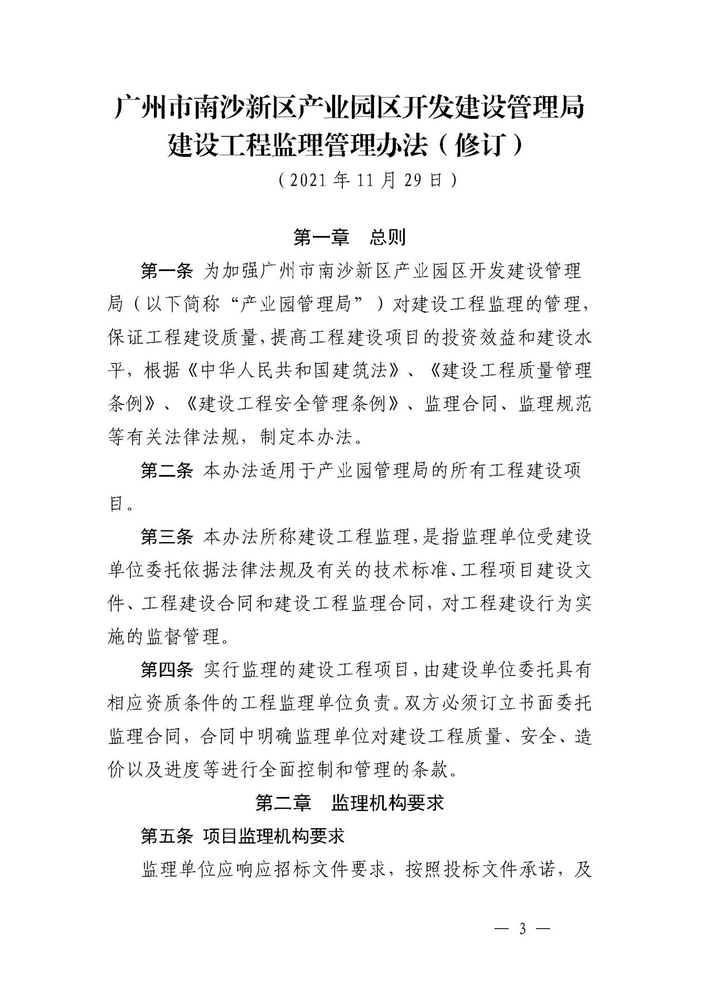 广州市南沙新区产业园区开发建设管理局
建设工程监理管理办法（修订）
（2021 年 11 月 29 日）
第一章　总则
第一条 为加强广州市南沙新区产业园区开发建设管理
局（以下简称“产业园管理局”）对建设工程监理的管理，
保证工程建设质量，提高工程建设项目的投资效益和建设水
平，根据《中华人民共和国建筑法》、《建设工程质量管理
条例》、《建设工程安全管理条例》、监理合同、监理规范
等有关法律法规，制定本办法。
第二条 本办法适用于产业园管理局的所有工程建设项
目。
第三条 本办法所称建设工程监理，是指监理单位受建设
单位委托依据法律法规及有关的技术标准、工程项目建设文
件、工程建设合同和建设工程监理合同，对工程建设行为实
施的监督管理。
第四条 实行监理的建设工程项目，由建设单位委托具有
相应资质条件的工程监理单位负责。双方必须订立书面委托
监理合同，合同中明确监理单位对建设工程质量、安全、造
价以及进度等进行全面控制和管理的条款。
第二章　监理机构要求
第五条 项目监理机构要求
监理单位应响应招标文件要求，按照投标文件承诺，及
— 3 —